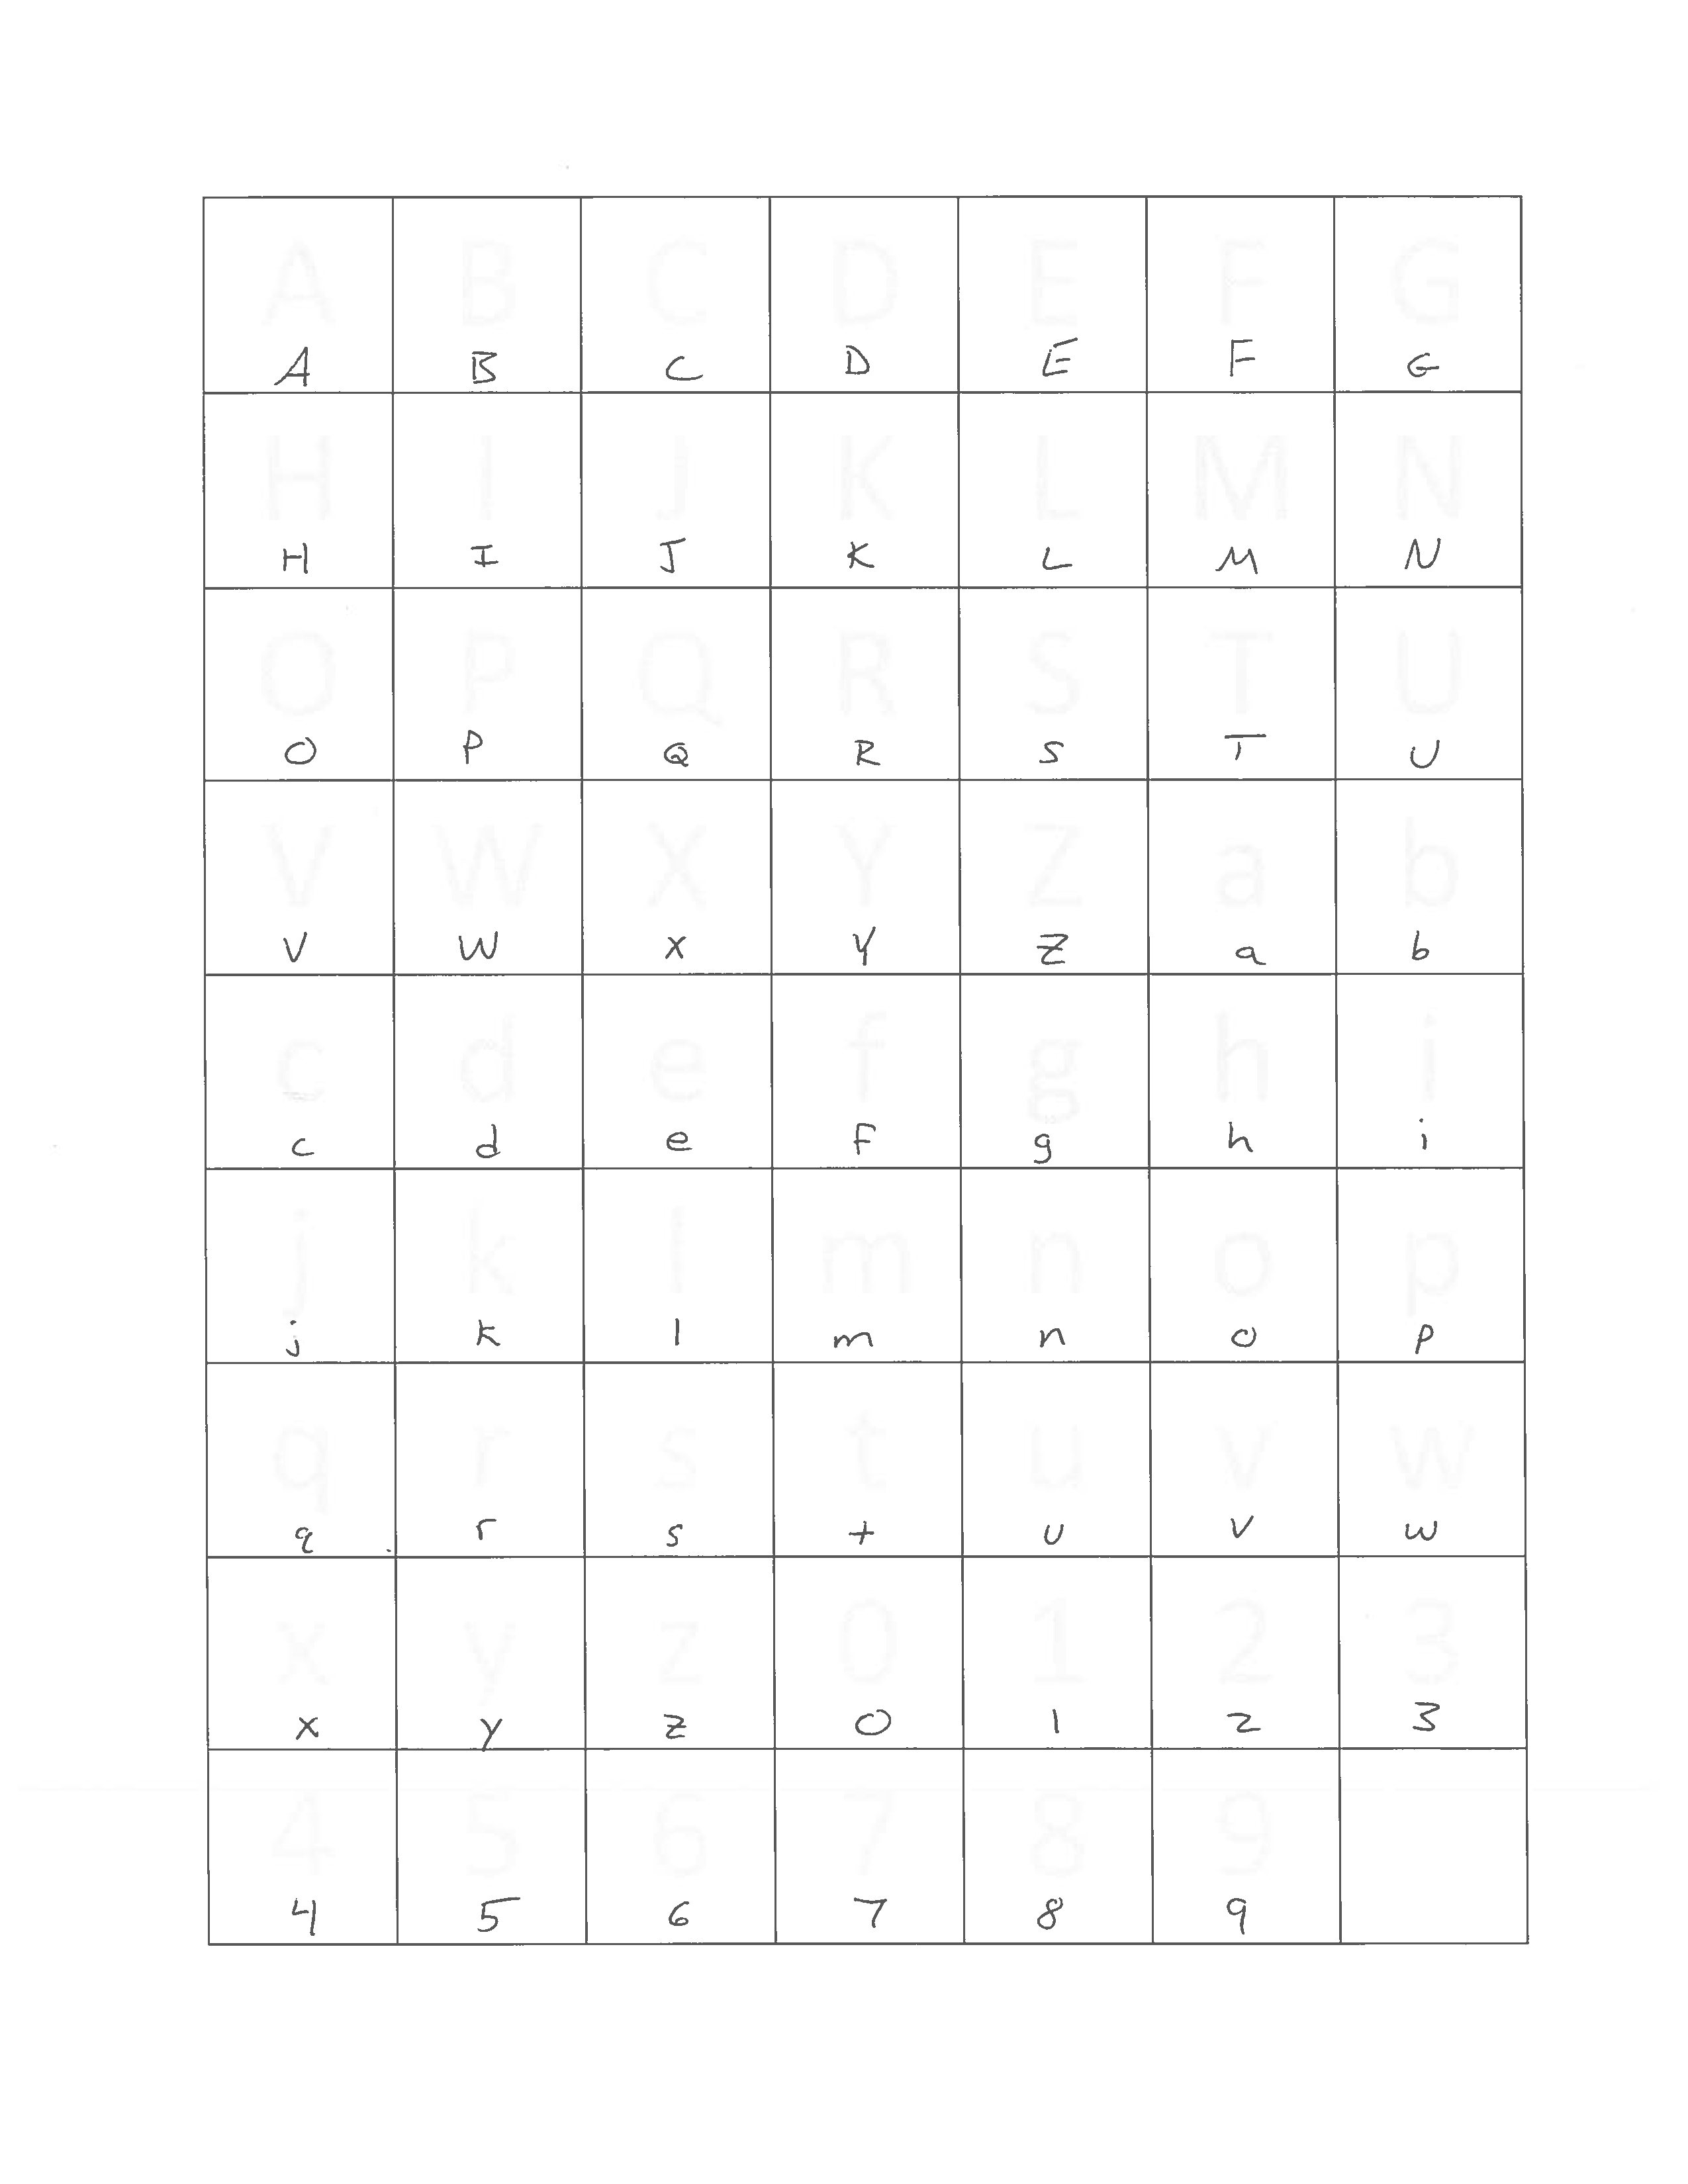 A B C D E F G
A B C D E F G
H I J K L M N
H I J K L M N
O P Q R S T U
O P Q R S T U
V W X Y Z a b
V W X Y Z a b
c d e f g h i
c d e f g h i
j k l m n o p
j k l m n o p
q r s t u v w
q r s t u v w
x y z 0 1 2 3
x y z 0 1 2 3
4 5 6 7 8 9
4 5 6 7 8 9